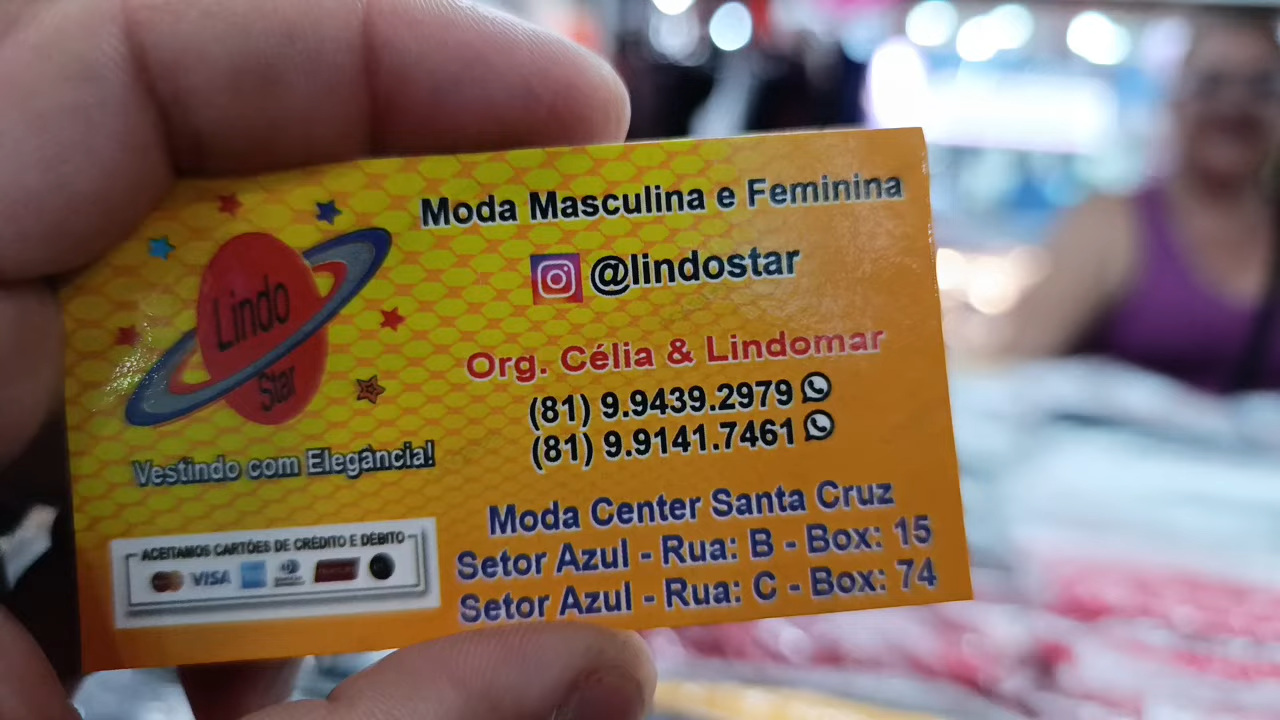 Lindo
Star
Vestindo com Elegância!
ACEITAMOS CARTÕES DE CRÉDITO E DÉBITO
VISA
Moda Masculina e Feminina
@lindostar
Org. Célia & Lindomar
(81) 9.9439.2979
(81) 9.9141.7461
Moda Center Santa Cruz
Setor Azul - Rua: B - Box: 15
Setor Azul - Rua: C - Box: 74